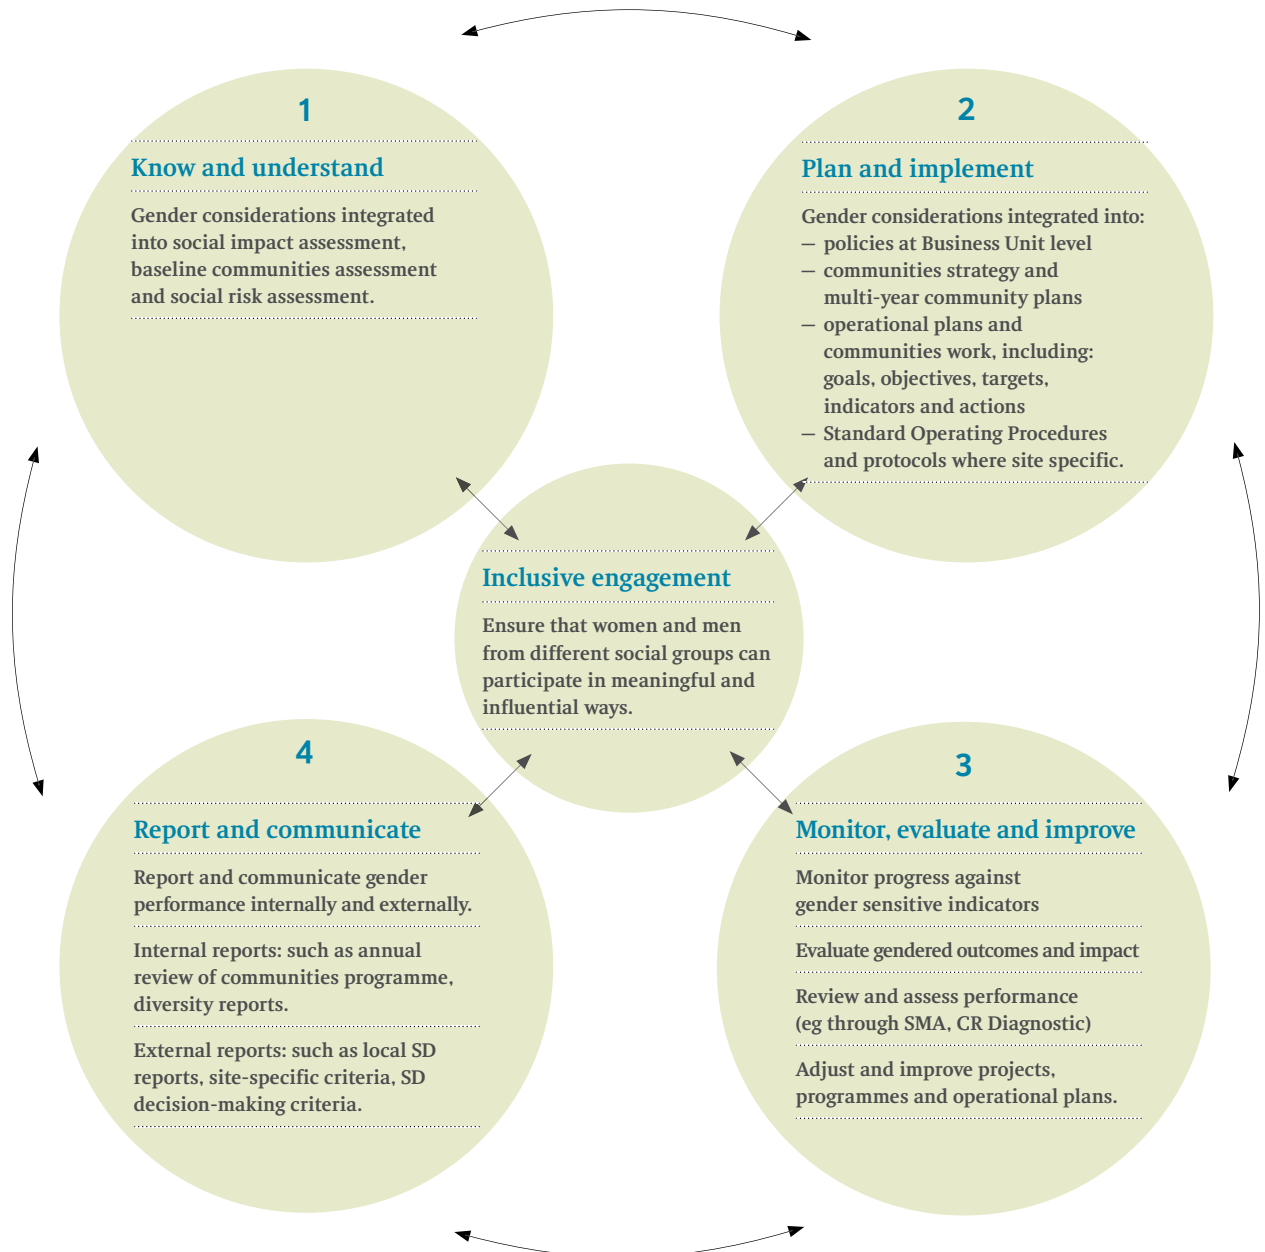 1
Know and understand
Gender considerations integrated
into social impact assessment,
baseline communities assessment
and social risk assessment.
2
Plan and implement
Gender considerations integrated into:
– policies at Business Unit level
– communities strategy and
multi-year community plans
– operational plans and
communities work, including:
goals, objectives, targets,
indicators and actions
– Standard Operating Procedures
and protocols where site specific.
Inclusive engagement
Ensure that women and men
from different social groups can
participate in meaningful and
influential ways.
4
Report and communicate
Report and communicate gender
performance internally and externally.
Internal reports: such as annual
review of communities programme,
diversity reports.
External reports: such as local SD
reports, site-specific criteria, SD
decision-making criteria.
3
Monitor, evaluate and improve
Monitor progress against
gender sensitive indicators
Evaluate gendered outcomes and impact
Review and assess performance
(eg through SMA, CR Diagnostic)
Adjust and improve projects,
programmes and operational plans.